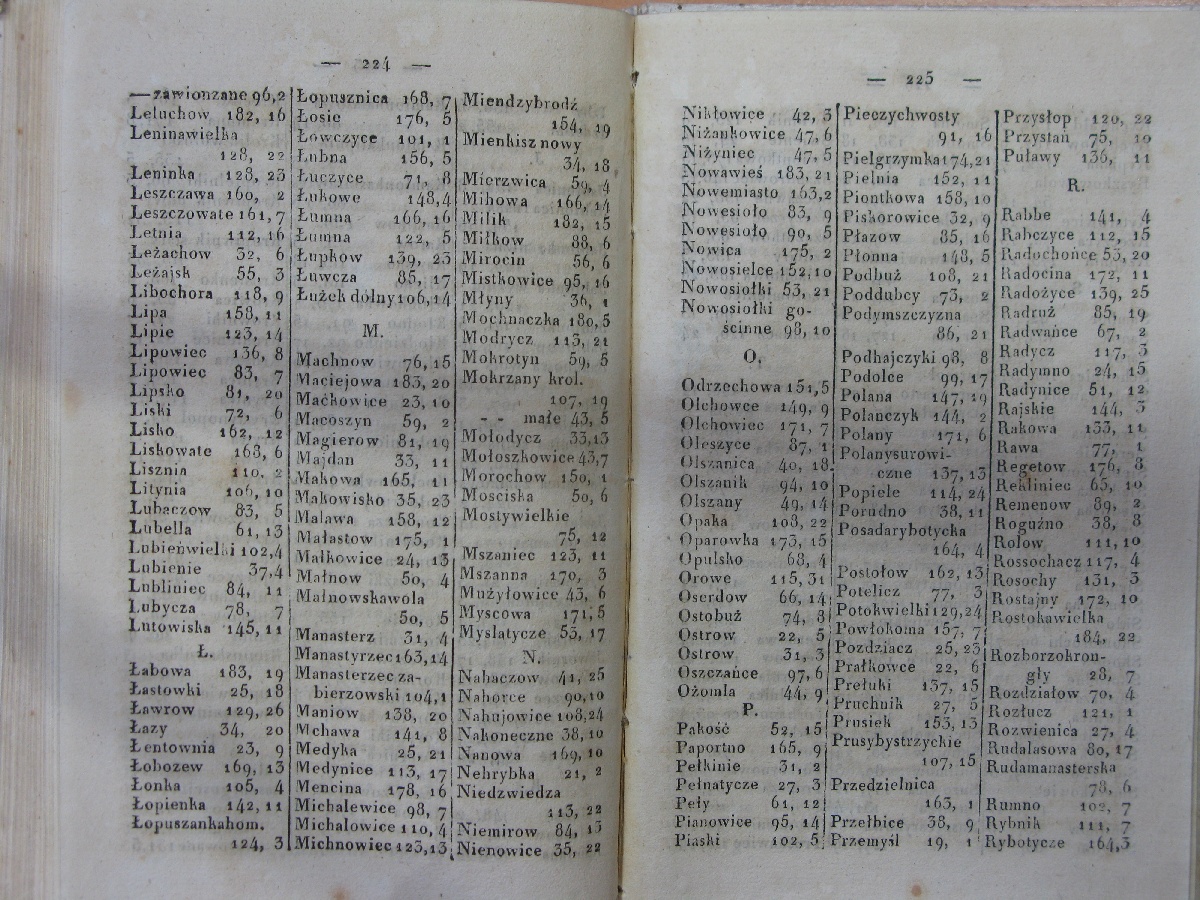 — 224 —
— zawionzane 96,2
Leluchow 182, 16
Leninawielka
128, 22
Leninka 128, 23
Leszczawa 160, 2
Leszczowate 161, 7
Letnia 112, 16
Leżachow 32, 6
Leżajsk 55, 3
Libochora 118, 9
Lipa 158, 11
Lipie 123, 14
Lipowiec 136, 8
Lipowiec 83, 7
Lipsko 81, 20
Liski 72, 6
Lisko 162, 12
Liskowate 168, 6
Lisznia 110, 2
Litynia 106, 10
Lubaczow 83, 5
Lubella 61, 13
Lubieńwielki 102,4
Lubienie 37,4
Lubliniec 84, 11
Lubycza 78, 7
Lutowiska 145, 11
Ł.
Łabowa 183, 19
Łastowki 25, 18
Ławrow 129, 26
Łazy 34, 20
Łentownia 23, 9
Łobozew 169, 13
Łonka 105, 4
Łopienka 142, 11
Łopuszankahom.
124, 3
Łopusznica 168, 7
Łosie 176, 5
Łowczyce 101, 1
Łubna 156, 5
Łuczyce 71, 8
Łukowe 148,4
Łumna 166, 16
Łumna 122, 5
Łupkow 139, 23
Łuwcza 85, 17
Łużek dólny 106,14
M.
Machnow 76, 15
Maciejowa 183, 20
Maćkowice 23, 10
Macoszyn 59, 2
Magierow 81, 19
Majdan 33, 11
Makowa 165, 11
Makowisko 35, 23
Malawa 158, 12
Małastow 175, 1
Małkowice 24, 13
Małnow 50, 4
Malnowskawola
50, 5
Manasterz 31, 4
Manastyrzec 163,14
Manasterzec za-
bierzowski 104,1
Maniow 138, 20
Mchawa 141, 8
Medyka 25, 21
Medynice 113, 17
Mencina 178, 16
Michalewice 98, 7
Michalowice 110, 4
Michnowiec 123,13
Miendzybrodź
154, 19
Mienkisz nowy
34, 18
Mierzwica 59, 4
Mihowa 166, 14
Milik 182, 15
Miłkow 88, 6
Mirocin 56, 6
Mistkowice 95, 16
Młyny 36, 1
Mochnaczka 180, 5
Modrycz 113, 21
Mokrotyn 59, 5
Mokrzany krol.
107, 19
- - małe 43, 5
Mołodycz 33,13
Mołoszkowice 43,7
Morochow 150, 1
Mosciska 50, 6
Mostywielkie
75, 12
Mszaniec 123, 11
Mszanna 170, 3
Mużyłowice 43, 6
Myscowa 171, 5
Myslatycze 53, 17
N.
Nahaczow 41, 25
Nahorce 90,10
Nahujowice 108,24
Nakoneczne 38,10
Nanowa 169, 10
Nehrybka 21, 2
Niedzwiedza
113, 22
Niemirow 84, 13
Nienowice 35, 22
— 225 —
Nikłowice 42, 3
Niżankowice 47, 6
Niżyniec 47, 5
Nowawieś 183, 21
Nowemiasto 163,2
Nowesioło 83, 9
Nowesioło 90, 5
Nowica 175, 2
Nowosielce 152,10
Nowosiołki 53, 21
Nowosiołki go-
ścinne 98, 10
O.
Odrzechowa 151,5
Olchowce 149, 9
Olchowiec 171, 7
Oleszyce 87, 1
Olszanica 40, 18.
Olszanik 94, 10
Olszany 49, 14
Opaka 108, 22
Oparowka 173, 15
Opulsko 68, 4
Orowe 115, 31
Oserdow 66, 14
Ostobuż 74, 8
Ostrow 22, 5
Ostrow 31, 3
Oszczańce 97, 6
Ożomla 44, 9
P.
Pakość 52, 15
Paportno 165, 9
Pełkinie 31, 2
Pełnatycze 27, 3
Peły 61, 12
Pianowice 95, 14
Piaski 102, 5
Pieczychwosty
91, 16
Pielgrzymka 174,21
Pielnia 152, 11
Piontkowa 158, 10
Piskorowice 32, 9
Płazow 85, 16
Płonna 148, 5
Podbuż 108, 21
Poddubcy 73, 2
Podymszczyzna
86, 21
Podhajczyki 98, 8
Podolce 99, 17
Polana 147, 19
Polańczyk 144, 2
Polany 171, 6
Polanysurowi-
czne 137, 13
Popiele 114, 24
Porudno 38, 11
Posadarybotycka
164, 4
Postołow 162, 13
Potelicz 77, 3
Potokwielki 129,24
Powłokoma 157, 7
Pozdziacz 25, 23
Prałkowce 22, 6
Prełuki 137, 15
Pruchnik 27, 5
Prusiek 153, 13
Prusybystrzyckie
107, 15
Przedzielnica
163, 1
Przełbice 38, 9
Przemyśl 19, 1
Przysłop 120, 22
Przystań 75, 10
Puławy 136, 11
R.
Rabbe 141, 4
Rabczyce 112, 15
Radochońce 53, 20
Radocina 172, 11
Radożyce 139, 25
Radruż 85, 19
Radwańce 67, 2
Radycz 117, 3
Radymno 24, 15
Radynice 51, 12
Rajskie 144, 3
Rakowa 133, 11
Rawa 77, 1
Regetow 176, 8
Rekliniec 65, 10
Remenow 89, 2
Roguźno 38, 8
Rolow 111, 10
Rossochacz 117, 4
Rosochy 131, 3
Rostajny 172, 10
Rostokawielka
184, 22
Rozborzokron-
gły 28, 7
Rozdziałow 70, 4
Rozłucz 121, 1
Rozwienica 27, 4
Rudalasowa 80, 17
Rudamanasterska
78, 6
Rumno 102, 7
Rybnik 111, 7
Rybotycze 164,3